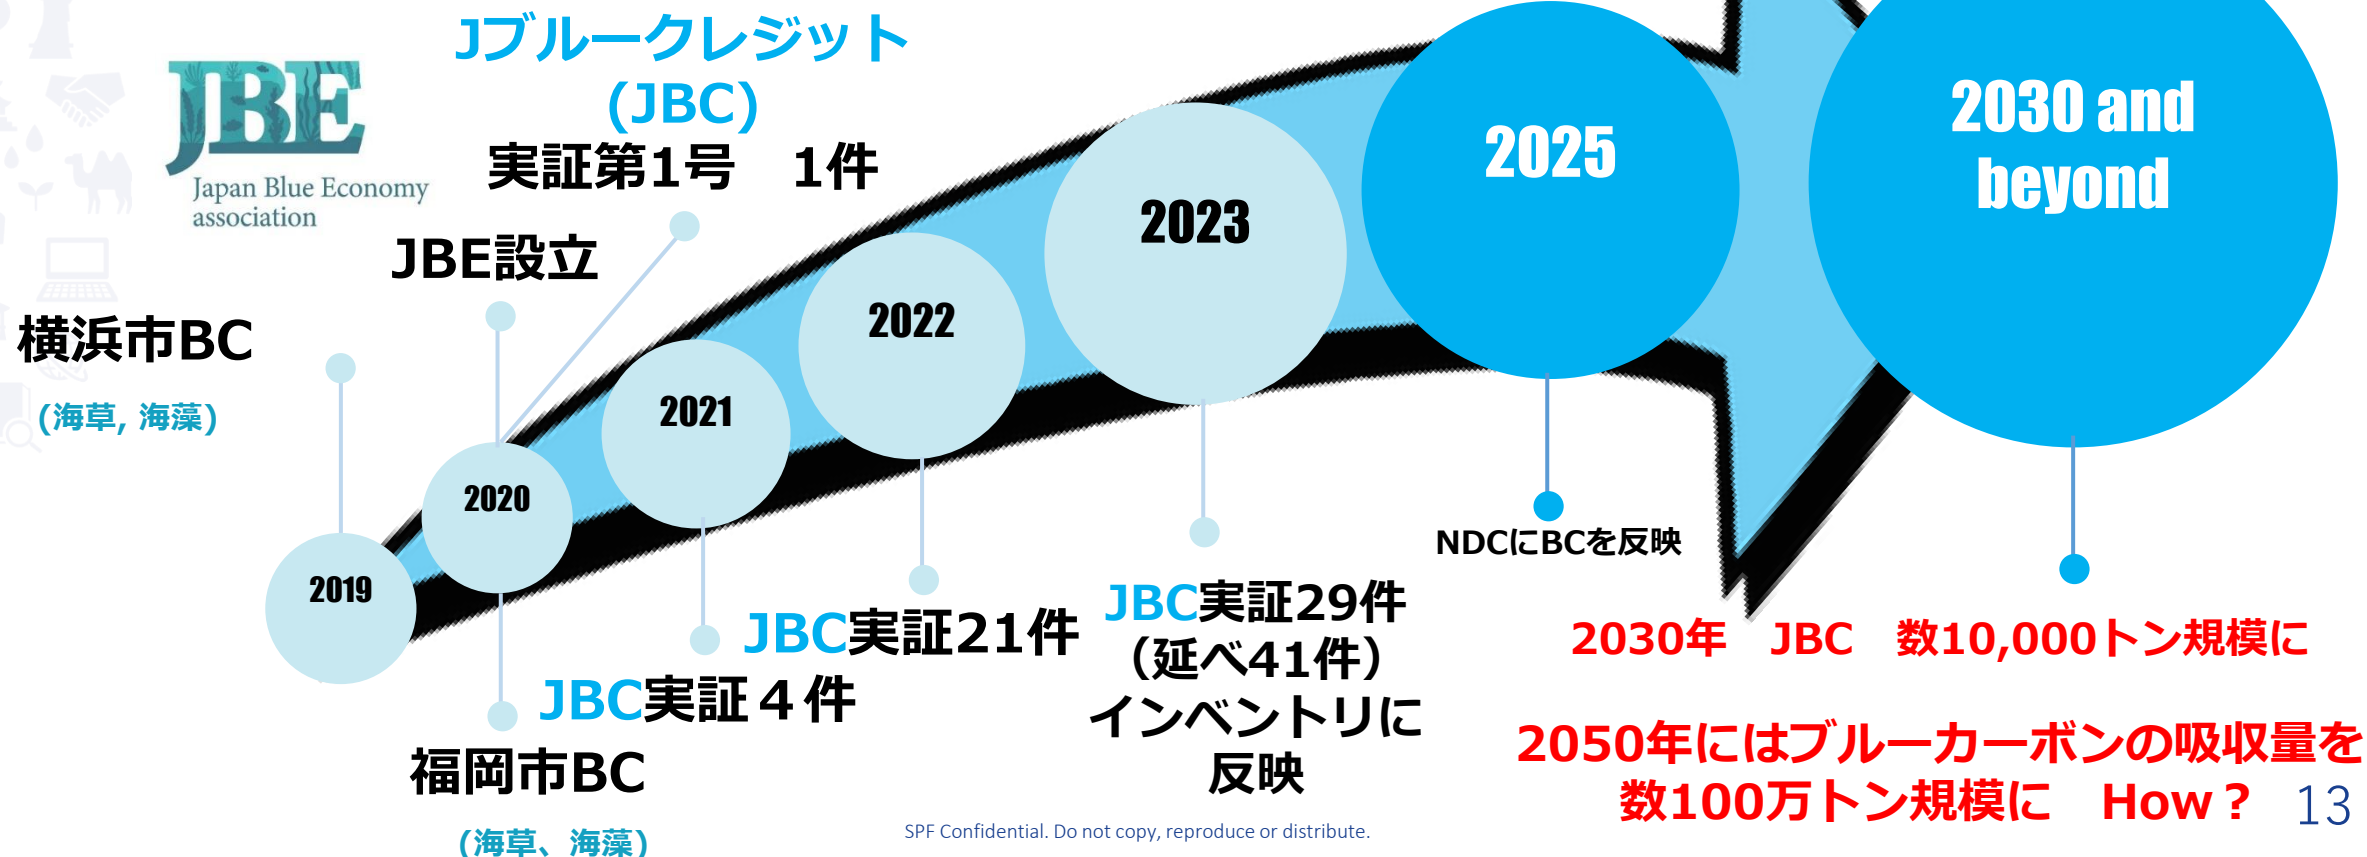 Jブルークレジット
(JBC)
実証第1号　1件
JBE
Japan Blue Economy
association
JBE設立
横浜市BC
(海草, 海藻)
2019
2020
2021
2022
2023
2025
2030 and
beyond
福岡市BC
(海草、海藻)
JBC実証４件
JBC実証21件
JBC実証29件
（延べ41件）
インベントリに
反映
NDCにBCを反映
2030年　JBC　数10,000トン規模に
2050年にはブルーカーボンの吸収量を
数100万トン規模に　How？
SPF Confidential. Do not copy, reproduce or distribute.
13